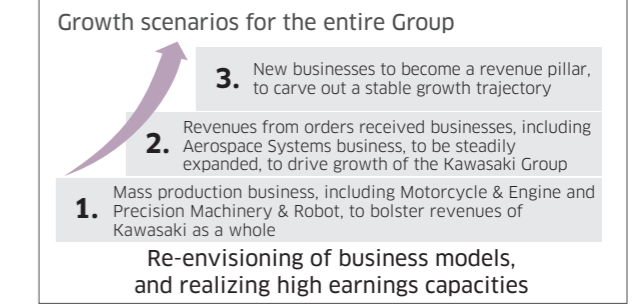 Growth scenarios for the entire Group
3. New businesses to become a revenue pillar,
to carve out a stable growth trajectory
2. Revenues from orders received businesses, including
Aerospace Systems business, to be steadily
expanded, to drive growth of the Kawasaki Group
1. Mass production business, including Motorcycle & Engine and
Precision Machinery & Robot, to bolster revenues of
Kawasaki as a whole
Re-envisioning of business models,
and realizing high earnings capacities